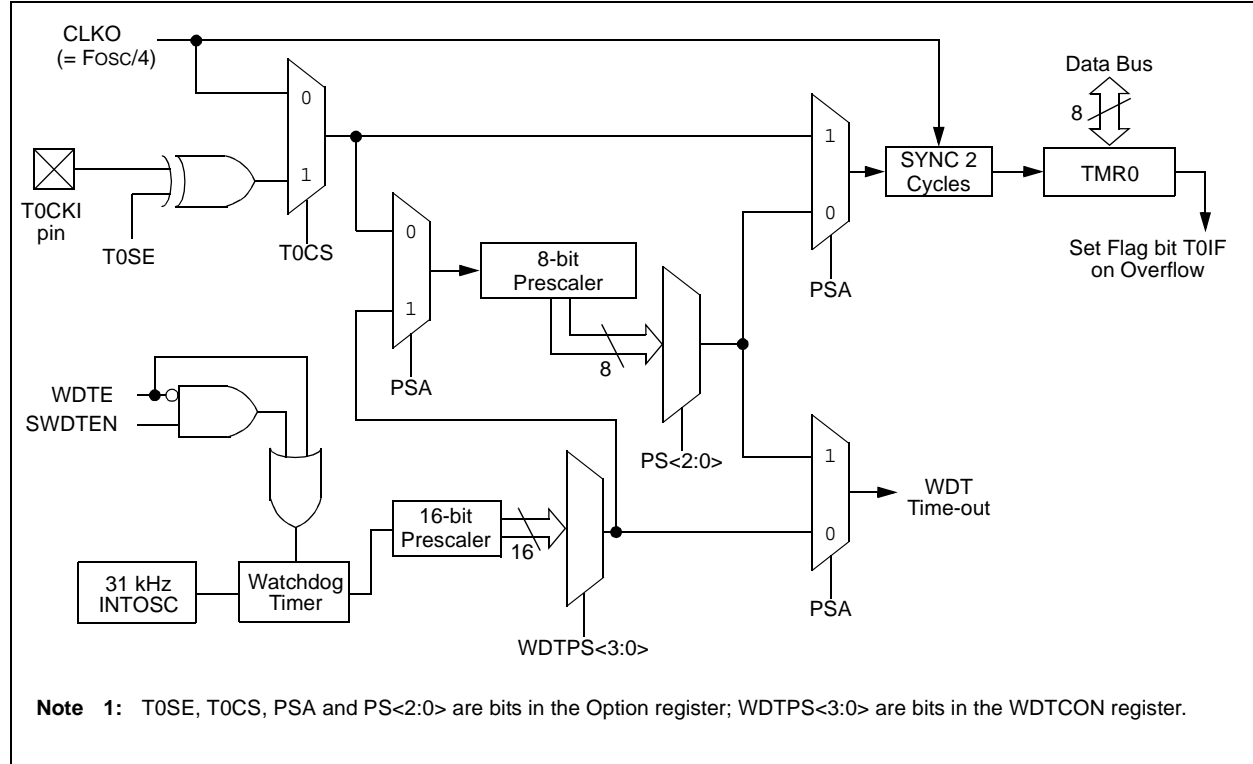 CLKO
(= FOSC/4)
Data Bus
8
0
1
1
0
SYNC 2
Cycles
TMR0
T0CKI
pin
T0SE
T0CS
0
1
8-bit
Prescaler
PSA
Set Flag bit T0IF
on Overflow
8
PSA
WDTE
SWDTEN
PS<2:0>
1
0
WDT
Time-out
16-bit
Prescaler
16
31 kHz
INTOSC
Watchdog
Timer
PSA
WDTPS<3:0>
Note 1: T0SE, T0CS, PSA and PS<2:0> are bits in the Option register; WDTPS<3:0> are bits in the WDTCON register.